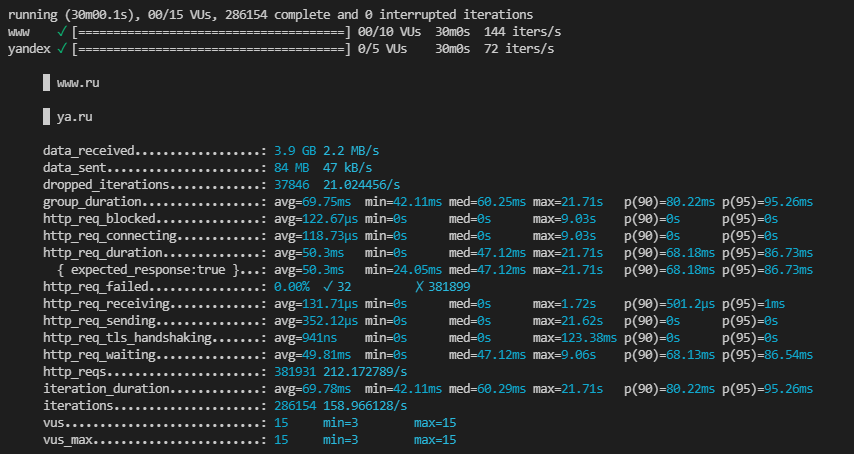 running (30m00.1s), 00/15 VUs, 286154 complete and 0 interrupted iterations
www    ✓ [======================================] 00/10 VUs  30m0s  144 iters/s
yandex ✓ [======================================] 0/5 VUs    30m0s  72 iters/s
█ www.ru
█ ya.ru
data_received..................: 3.9 GB 2.2 MB/s
data_sent......................: 84 MB  47 kB/s
dropped_iterations.............: 37846  21.024456/s
group_duration.................: avg=69.75ms  min=42.11ms med=60.25ms max=21.71s   p(90)=80.22ms p(95)=95.26ms
http_req_blocked...............: avg=122.67µs min=0s      med=0s      max=9.03s    p(90)=0s      p(95)=0s
http_req_connecting............: avg=118.73µs min=0s      med=0s      max=9.03s    p(90)=0s      p(95)=0s
http_req_duration..............: avg=50.3ms   min=0s      med=47.12ms max=21.71s   p(90)=68.18ms p(95)=86.73ms
{ expected_response:true }...: avg=50.3ms   min=24.05ms med=47.12ms max=21.71s   p(90)=68.18ms p(95)=86.73ms
http_req_failed................: 0.00%  ✓ 32         ✗ 381899
http_req_receiving.............: avg=131.71µs min=0s      med=0s      max=1.72s    p(90)=501.2µs p(95)=1ms
http_req_sending...............: avg=352.12µs min=0s      med=0s      max=21.62s   p(90)=0s      p(95)=0s
http_req_tls_handshaking.......: avg=941ns    min=0s      med=0s      max=123.38ms p(90)=0s      p(95)=0s
http_req_waiting...............: avg=49.81ms  min=0s      med=47.12ms max=9.06s    p(90)=68.13ms p(95)=86.54ms
http_reqs......................: 381931 212.172789/s
iteration_duration.............: avg=69.78ms  min=42.11ms med=60.29ms max=21.71s   p(90)=80.22ms p(95)=95.26ms
iterations.....................: 286154 158.966128/s
vus............................: 15     min=3        max=15
vus_max........................: 15     min=3        max=15